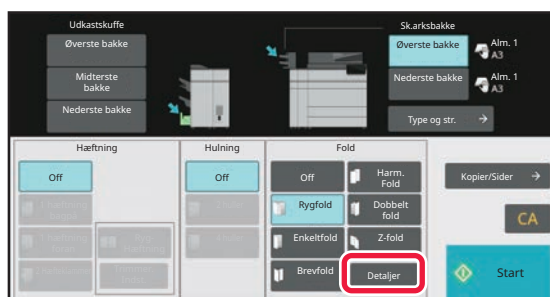 Udkastskuffe
Sk.arksbakke
Øverste bakke
Øverste bakke
Alm. 1
A3
Midterste
bakke
Nederste bakke
Alm. 1
A3
Nederste bakke
Type og str.
Hæftning
Hulning
Fold
Off
Off
Off
Harm.
Fold
Kopier/Sider
Rygfold
Dobbelt
fold
CA
Enkeltfold
Z-fold
Brevfold
Detaljer
Start